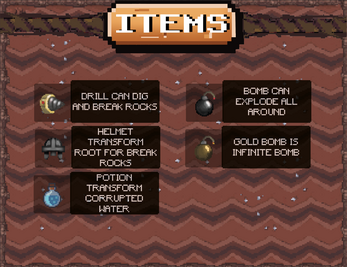 ITEMS
DRILL CAN DIG
AND BREAK ROCKS
HELMET
TRANSFORM
ROOT FOR BREAK
ROCKS
POTION
TRANSFORM
CORRUPTED
WATER
BOMB CAN
EXPLODE ALL
AROUND
GOLD BOMB IS
INFINITE BOMB